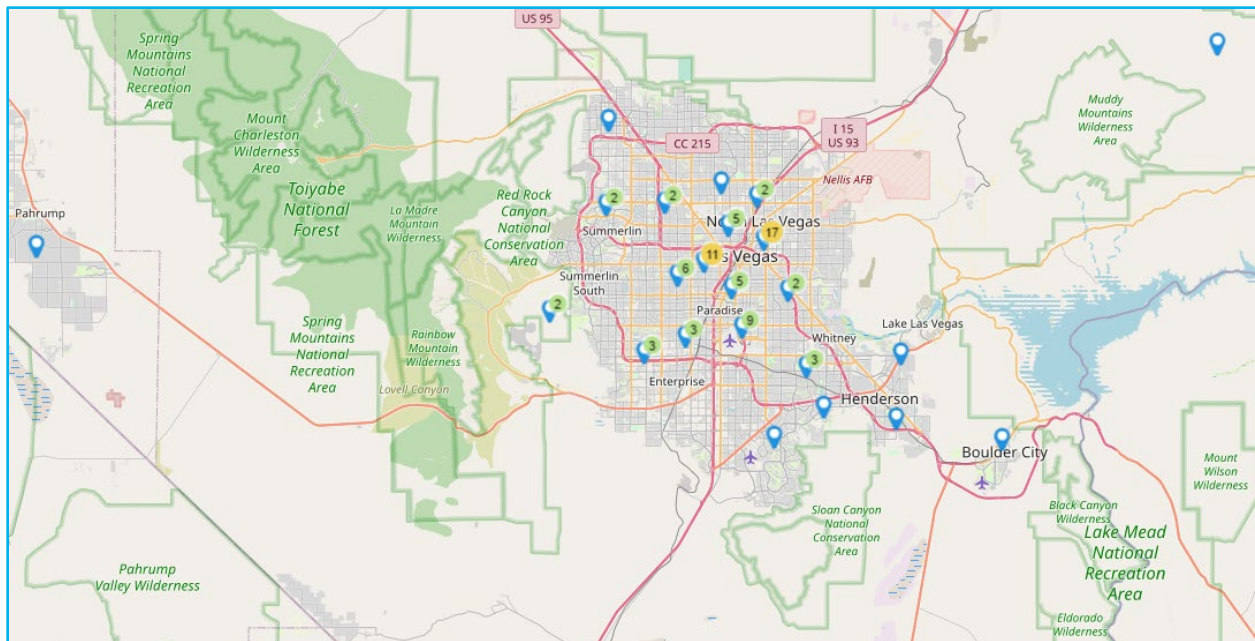 US 95
Spring
Mountains
National
Recreation
Area
Mount
Charleston
Wilderness
Area
Toiyabe
National
Forest
La Madre
Mountain
Wilderness
Red Rock
Canyon
National
Conservation
Area
CC 215
I 15
US 93
Nellis AFB
Muddy
Mountains
Wilderness
Area
Pahrump
2
2
2
5
North Las Vegas
17
Summerlin
11
Las Vegas
6
5
2
Summerlin
South
2
Paradise
9
3
3
Whitney
3
Lake Las Vegas
Spring
Mountains
National
Recreation
Area
Rainbow
Mountain
Wilderness
Lovell Canyon
Enterprise
Henderson
Boulder City
Sloan Canyon
National
Conservation
Area
Mount
Wilson
Wilderness
Black Canyon
Wilderness
Lake Mead
National
Recreation
Area
Eldorado
Wilderness
Pahrump
Valley Wilderness